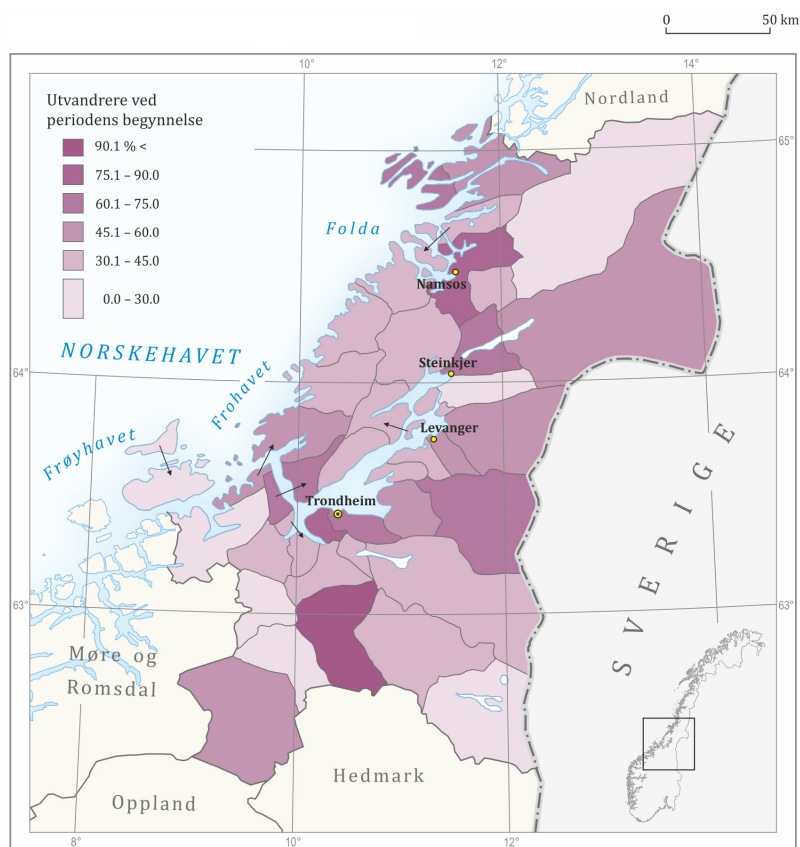 0 50 km
10° 12° 14°
Utvandrere ved
periodens begynnelse
90.1 % <
75.1 – 90.0
60.1 – 75.0
45.1 – 60.0
30.1 – 45.0
0.0 – 30.0
Nordland
65°
Folda
Namsos
NORSKEHAVET
Steinkjer
64° 64°
Frohavet
Levanger
Frøyhavet
Trondheim
SVERIGE
63° 63°
Møre og
Romsdal
Hedmark
Oppland
8° 10° 12°